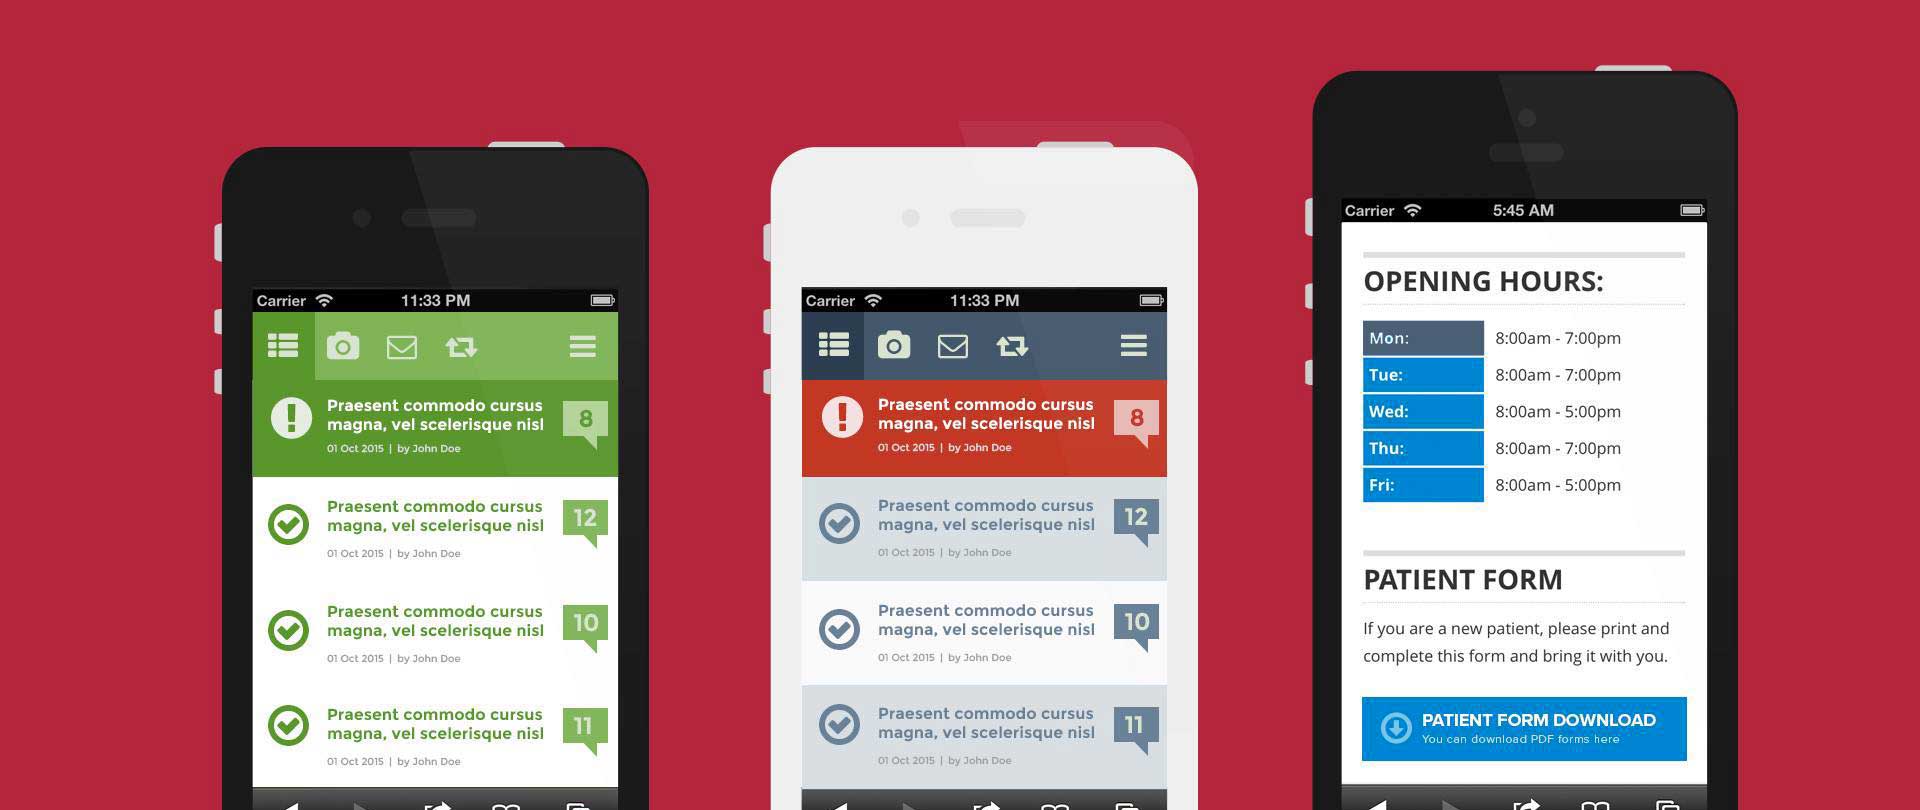 Carrier 11:33 PM
Praesent commodo cursus
magna, vel scelerisque nisl
8
01 Oct 2015 | by John Doe
Praesent commodo cursus
magna, vel scelerisque nisl
12
01 Oct 2015 | by John Doe
Praesent commodo cursus
magna, vel scelerisque nisl
10
01 Oct 2015 | by John Doe
Praesent commodo cursus
magna, vel scelerisque nisl
11
01 Oct 2015 | by John Doe
Carrier 11:33 PM
Praesent commodo cursus
magna, vel scelerisque nisl
8
01 Oct 2015 | by John Doe
Praesent commodo cursus
magna, vel scelerisque nisl
12
01 Oct 2015 | by John Doe
Praesent commodo cursus
magna, vel scelerisque nisl
10
01 Oct 2015 | by John Doe
Praesent commodo cursus
magna, vel scelerisque nisl
11
01 Oct 2015 | by John Doe
Carrier 5:45 AM
OPENING HOURS:
Mon: 8:00am - 7:00pm
Tue: 8:00am - 7:00pm
Wed: 8:00am - 5:00pm
Thu: 8:00am - 7:00pm
Fri: 8:00am - 5:00pm
PATIENT FORM
If you are a new patient, please print and
complete this form and bring it with you.
PATIENT FORM DOWNLOAD
You can download PDF forms here